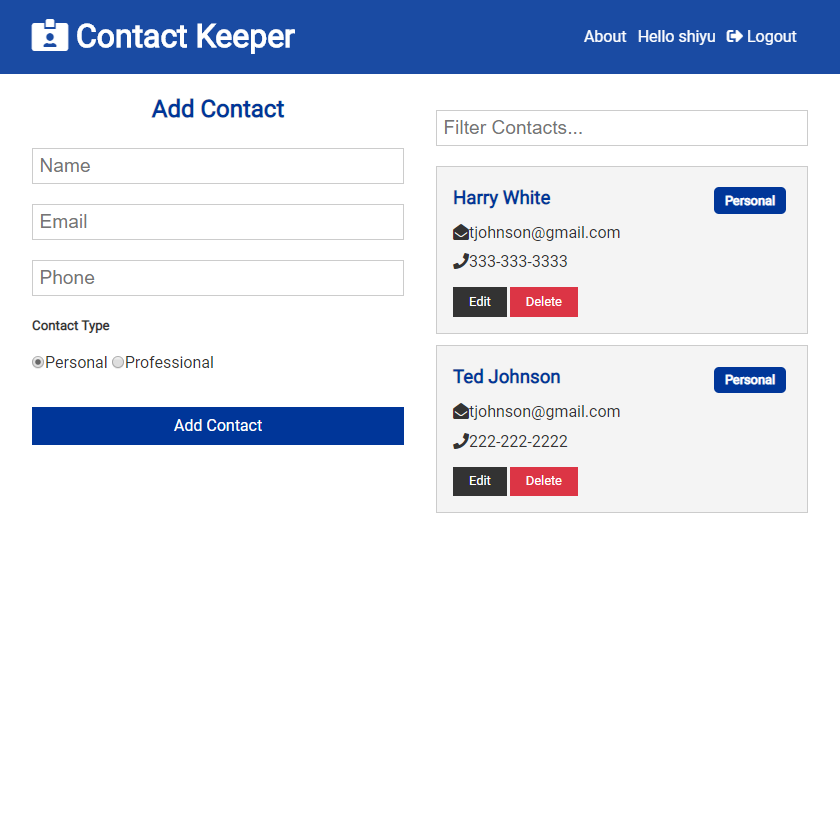 Contact Keeper
About Hello shiyu Logout
Add Contact
Name
Email
Phone
Contact Type
Personal Professional
Add Contact
Filter Contacts...
Harry White
Personal
tjohnson@gmail.com
333-333-3333
Edit Delete
Ted Johnson
Personal
tjohnson@gmail.com
222-222-2222
Edit Delete